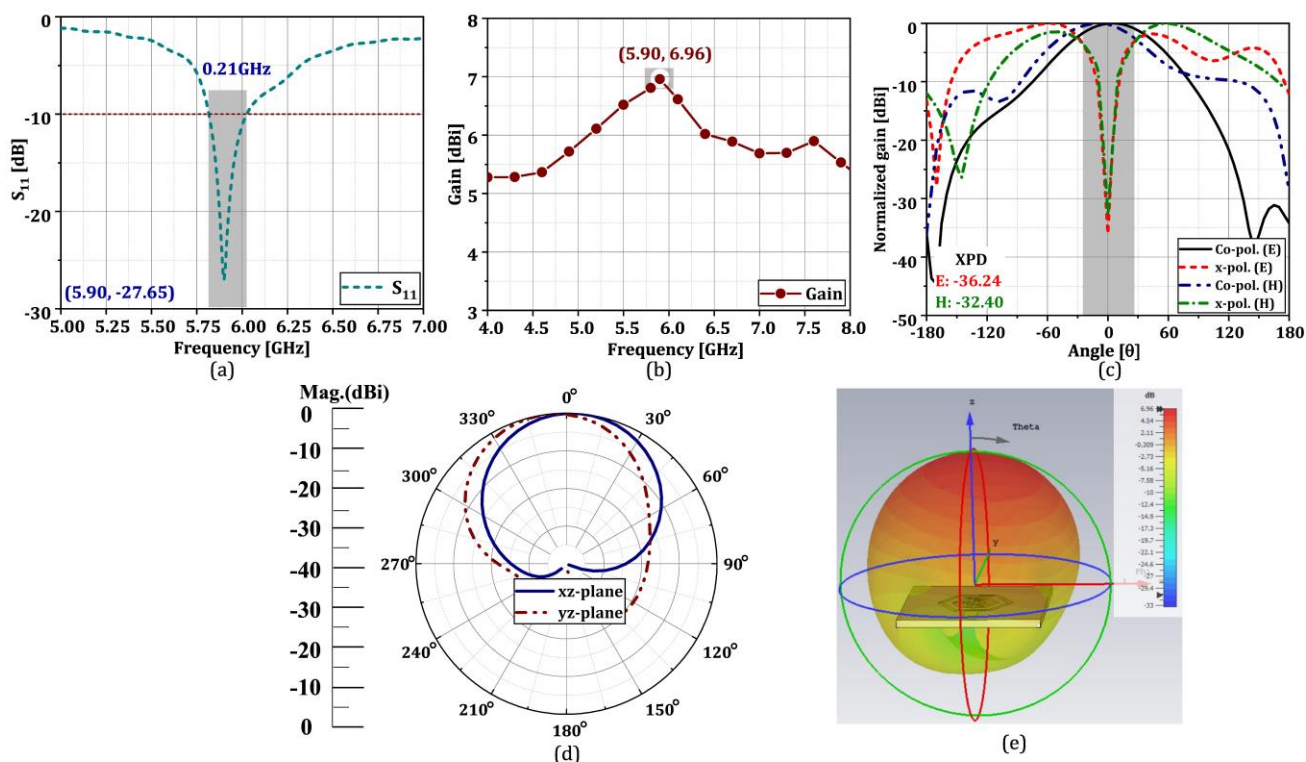 0
-10
-20
-30
S11 [dB]
0.21GHz
(5.90, -27.65)
S11
5.00 5.25 5.50 5.75 6.00 6.25 6.50 6.75 7.00
Frequency [GHz]
(a)
8
7
6
5
4
3
Gain [dBi]
(5.90, 6.96)
Gain
4.0 4.5 5.0 5.5 6.0 6.5 7.0 7.5 8.0
Frequency [GHz]
(b)
0
-10
-20
-30
-40
-50
Normalized gain [dBi]
XPD
E: -36.24
H: -32.40
Co-pol. (E)
x-pol. (E)
Co-pol. (H)
x-pol. (H)
-180 -120 -60 0 60 120 180
Angle [θ]
(c)
Mag.(dBi)
0
-10
-20
-30
-40
-30
-20
-10
0
0°
30°
60°
90°
120°
150°
180°
210°
240°
270°
300°
330°
xz-plane
yz-plane
(d)
z
Theta
y
dB
6.96
4.54
2.11
-0.309
-2.73
-5.16
-7.58
-10
-12.4
-14.9
-17.3
-19.7
-22.1
-27
-29.4
-33
(e)